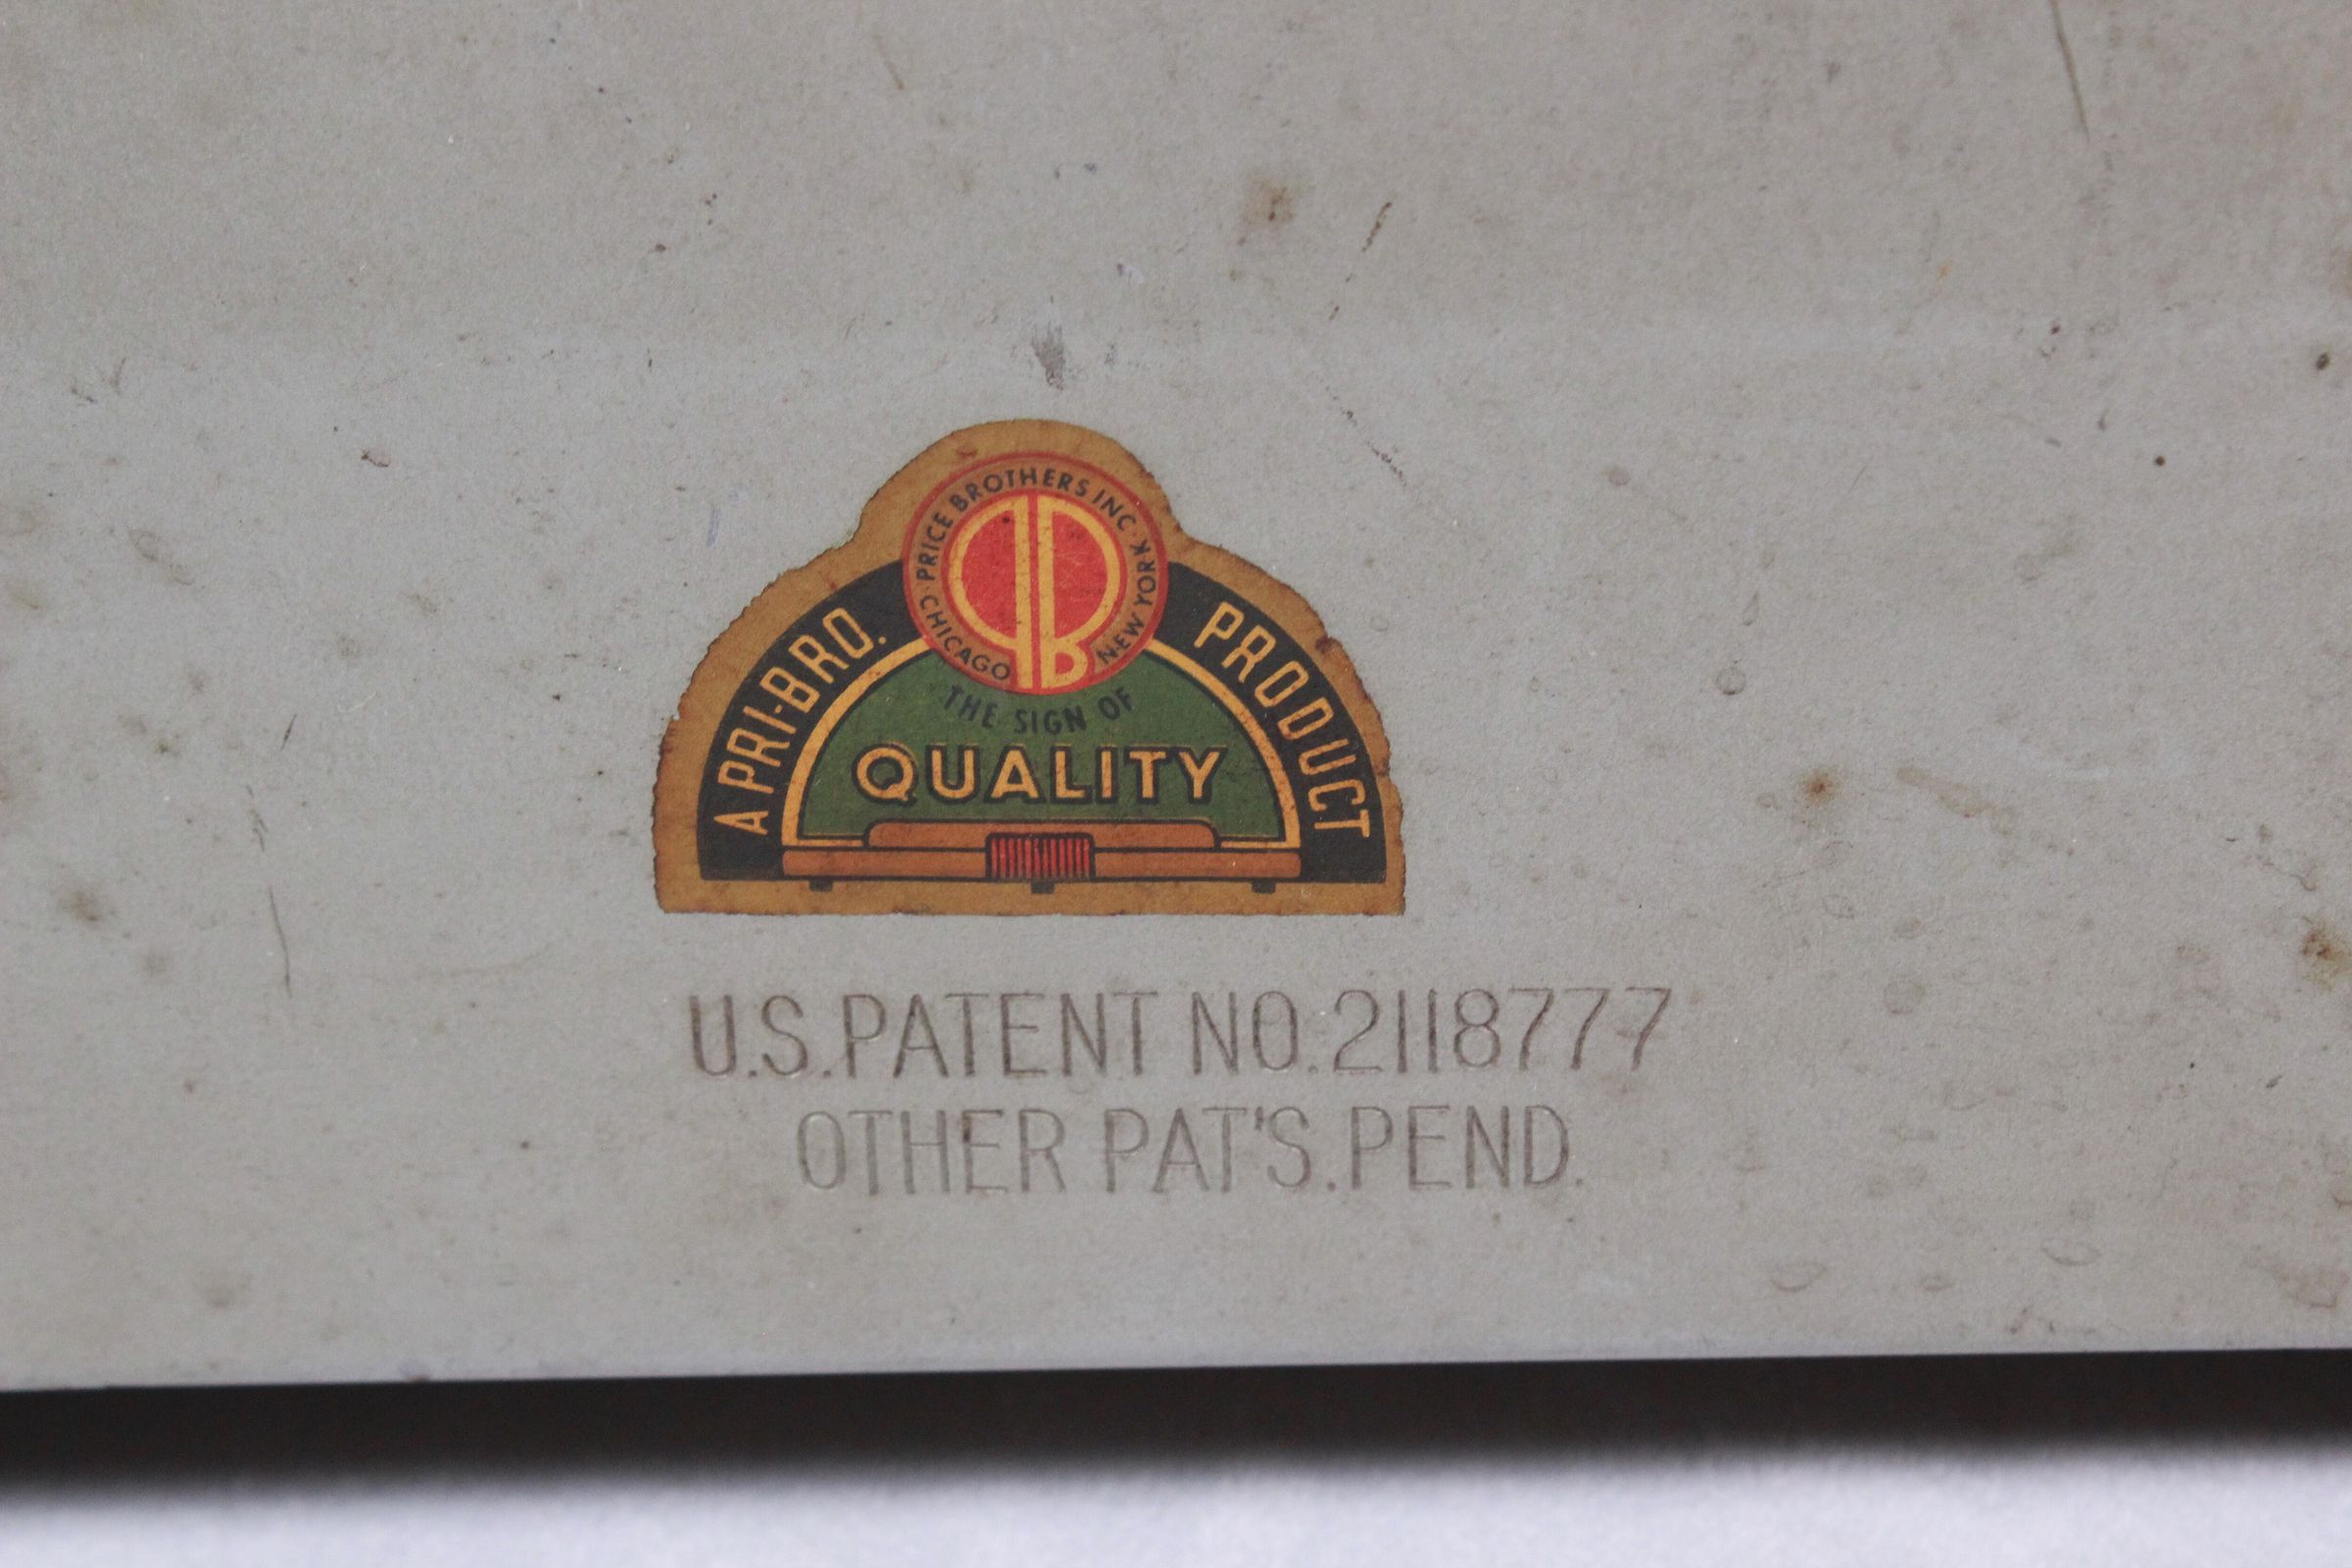 PRICE BROTHERS INC.
CHICAGO · NEW YORK
PB
A PRI-BRO. PRODUCT
THE SIGN OF
QUALITY
U.S. PATENT NO. 2118777
OTHER PAT'S. PEND.